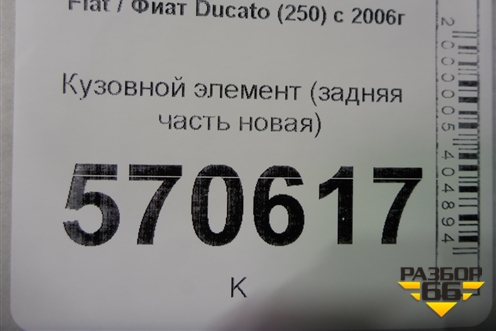 Fiat / Фиат Ducato (250) с 2006г
Кузовной элемент (задняя
часть новая)
570617
К
2000005404894
РАЗБОР
66